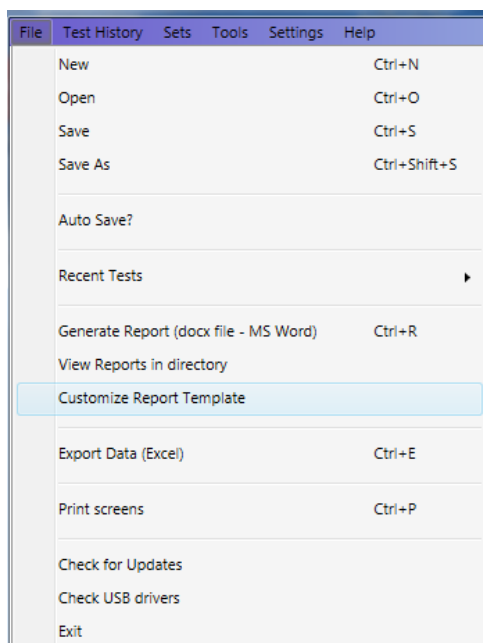 File Test History Sets Tools Settings Help
New Ctrl+N
Open Ctrl+O
Save Ctrl+S
Save As Ctrl+Shift+S
Auto Save?
Recent Tests
Generate Report (docx file - MS Word) Ctrl+R
View Reports in directory
Customize Report Template
Export Data (Excel) Ctrl+E
Print screens Ctrl+P
Check for Updates
Check USB drivers
Exit